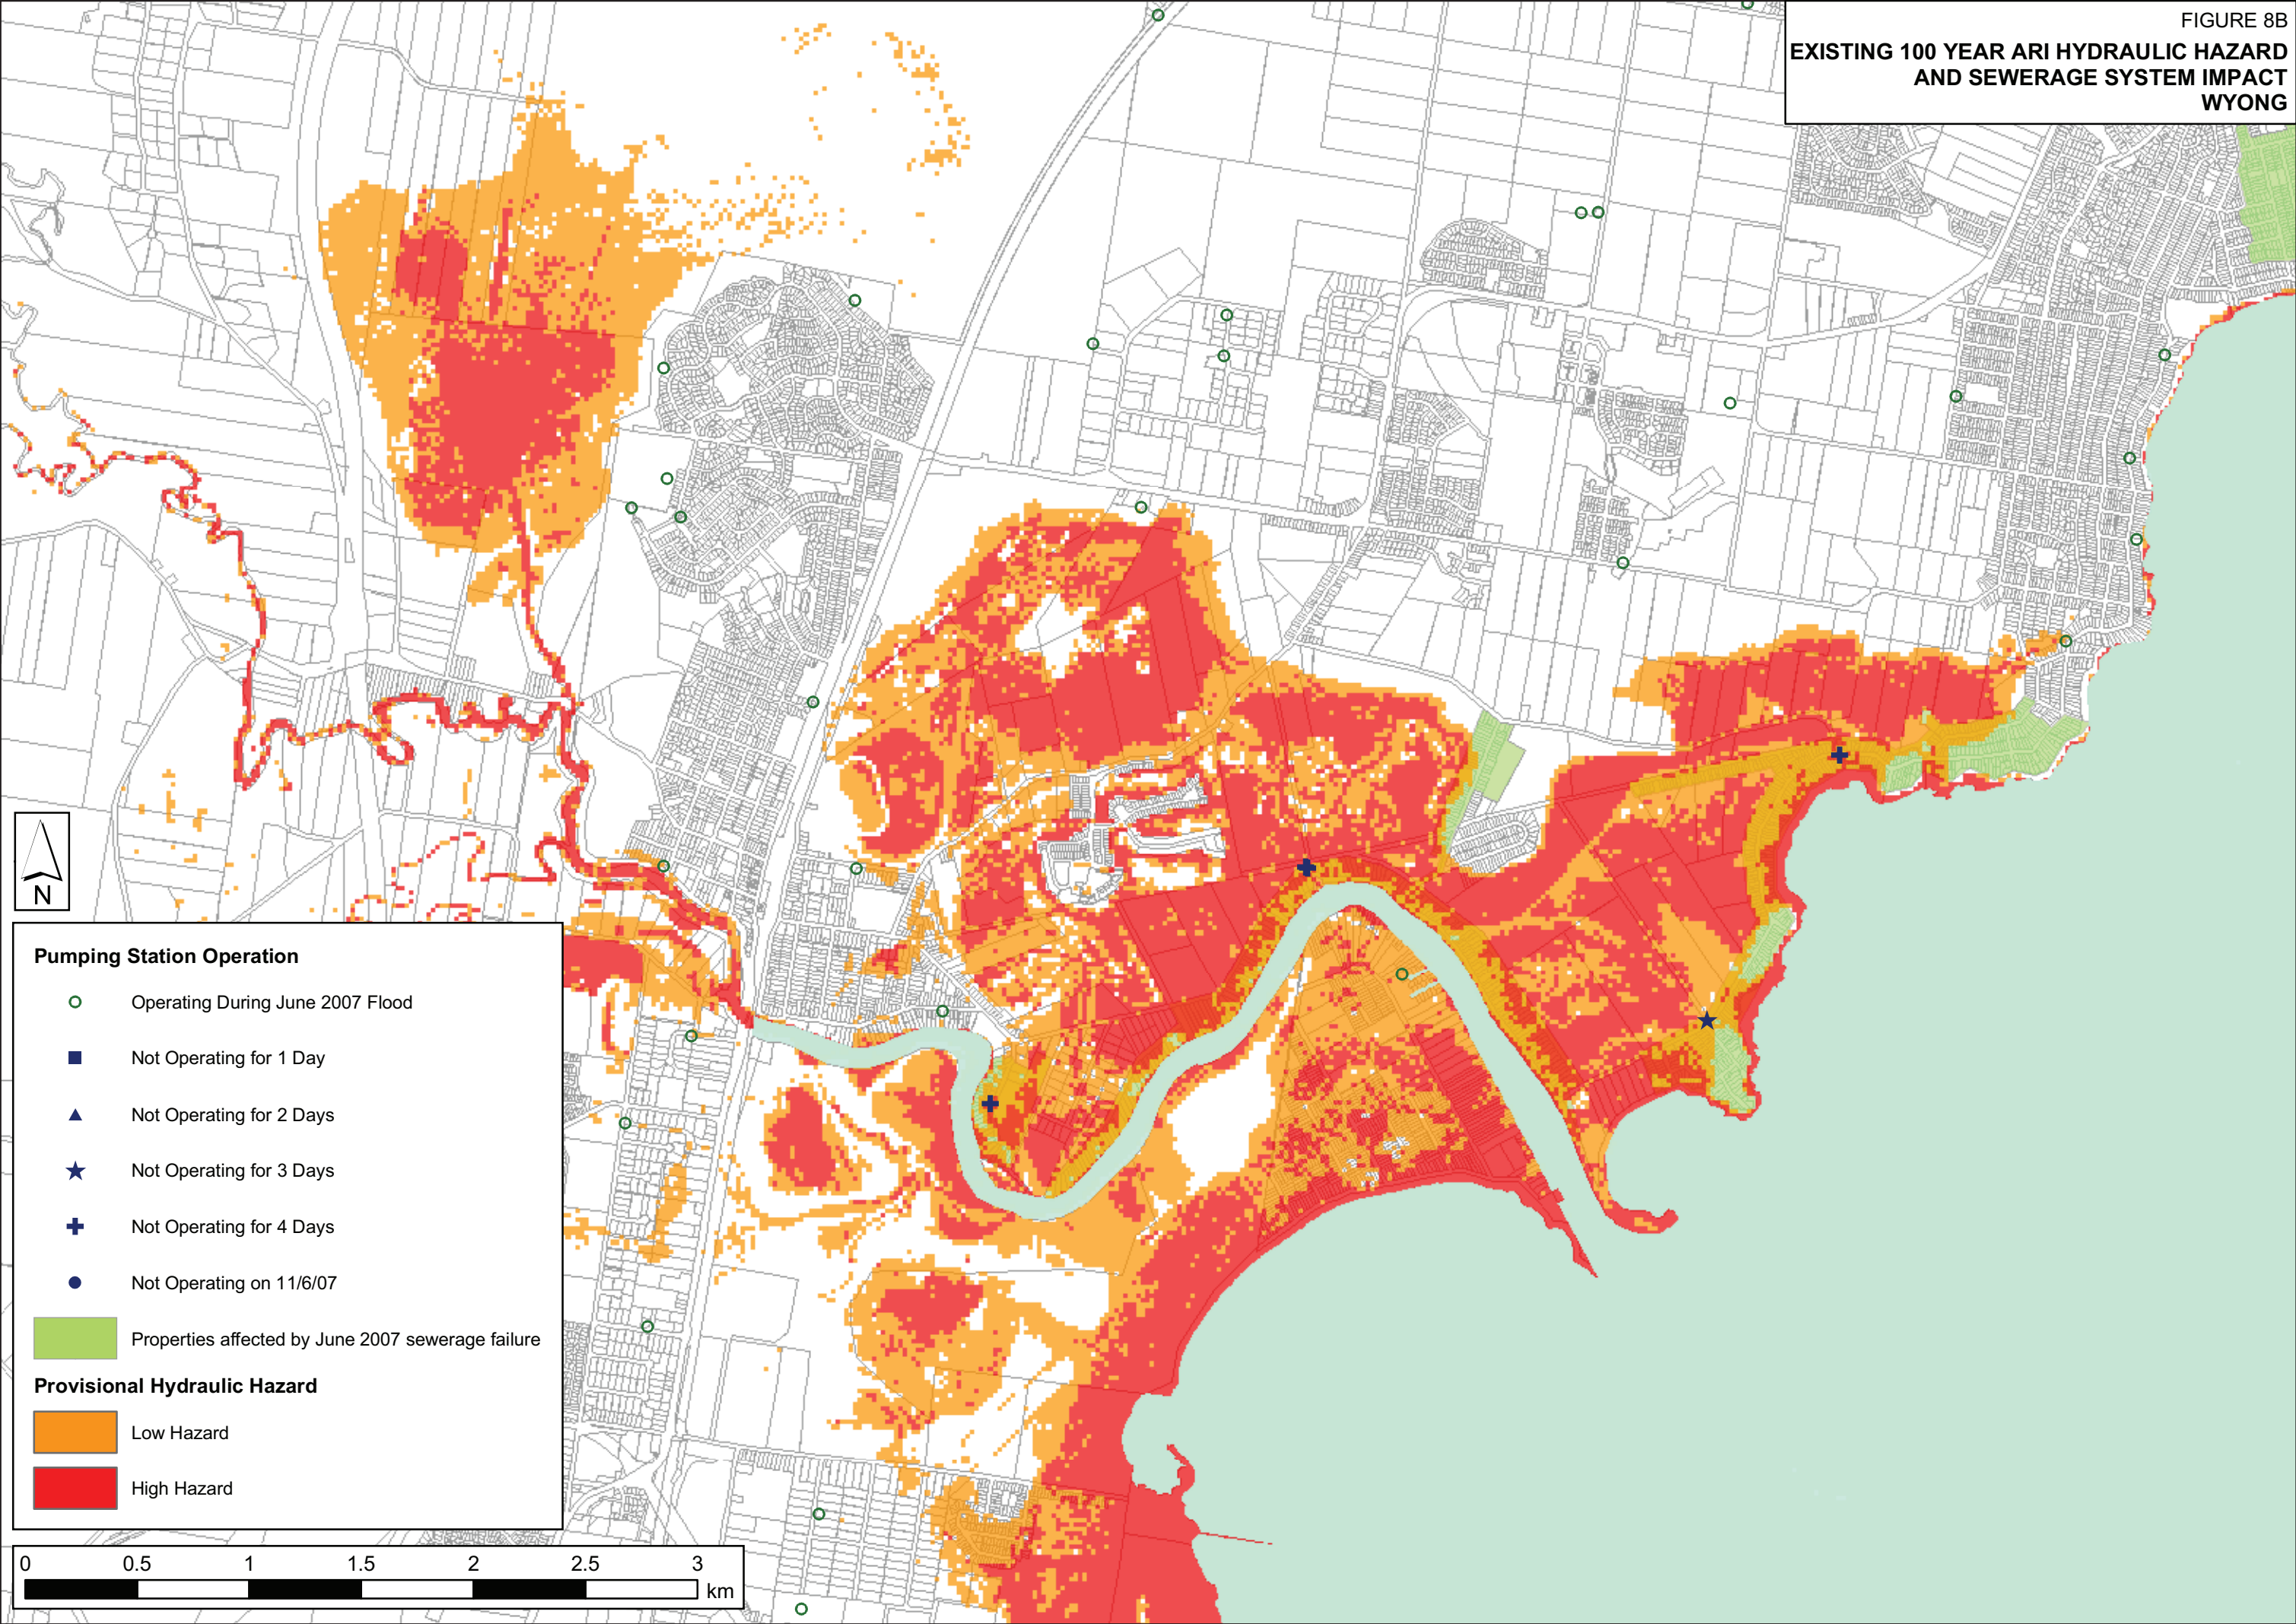 FIGURE 8B
EXISTING 100 YEAR ARI HYDRAULIC HAZARD
AND SEWERAGE SYSTEM IMPACT
WYONG
N
Pumping Station Operation
Operating During June 2007 Flood
Not Operating for 1 Day
Not Operating for 2 Days
Not Operating for 3 Days
Not Operating for 4 Days
Not Operating on 11/6/07
Properties affected by June 2007 sewerage failure
Provisional Hydraulic Hazard
Low Hazard
High Hazard
0 0.5 1 1.5 2 2.5 3
km